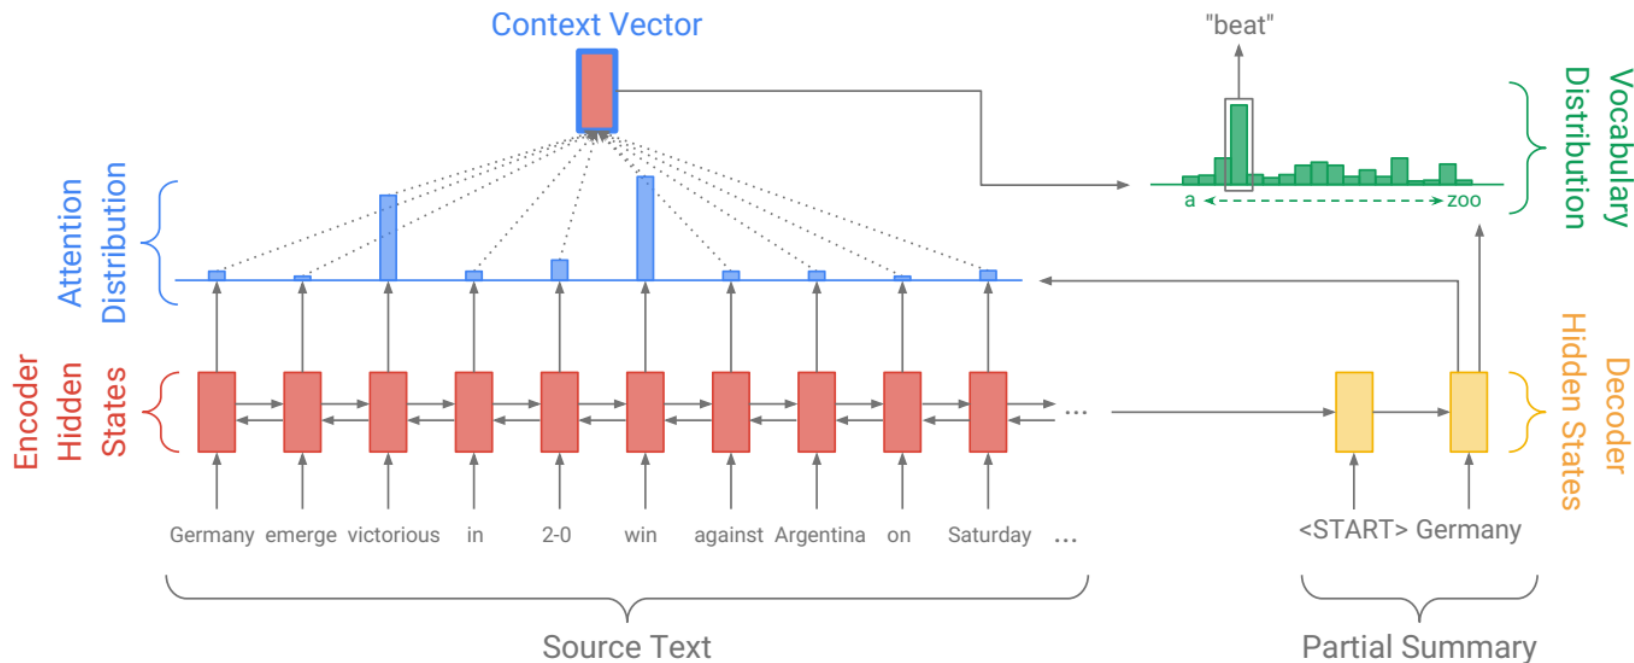 Context Vector
"beat"
a
zoo
Vocabulary
Distribution
Attention
Distribution
Encoder
Hidden
States
Decoder
Hidden States
...
Germany emerge victorious in 2-0 win against Argentina on Saturday ...
<START> Germany
Source Text
Partial Summary